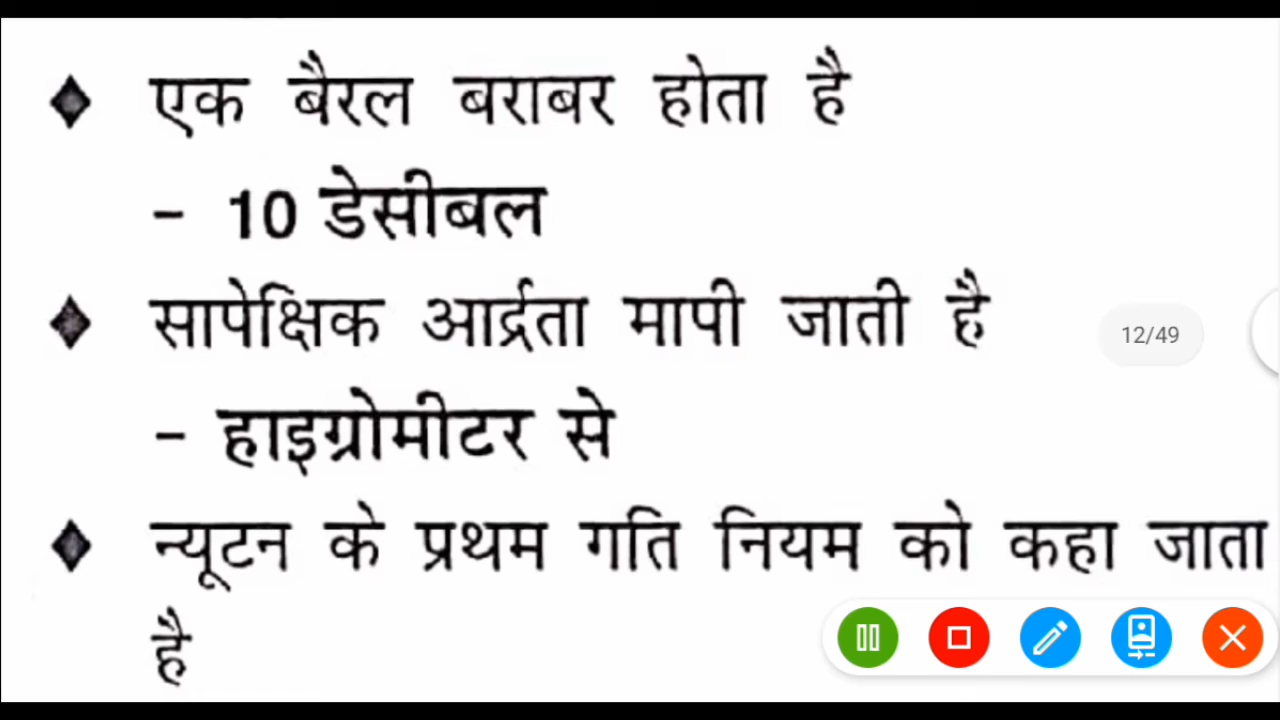 ♦ एक बैरल बराबर होता है
- 10 डेसीबल
♦ सापेक्षिक आर्द्रता मापी जाती है
12/49
- हाइग्रोमीटर से
♦ न्यूटन के प्रथम गति नियम को कहा जाता
है